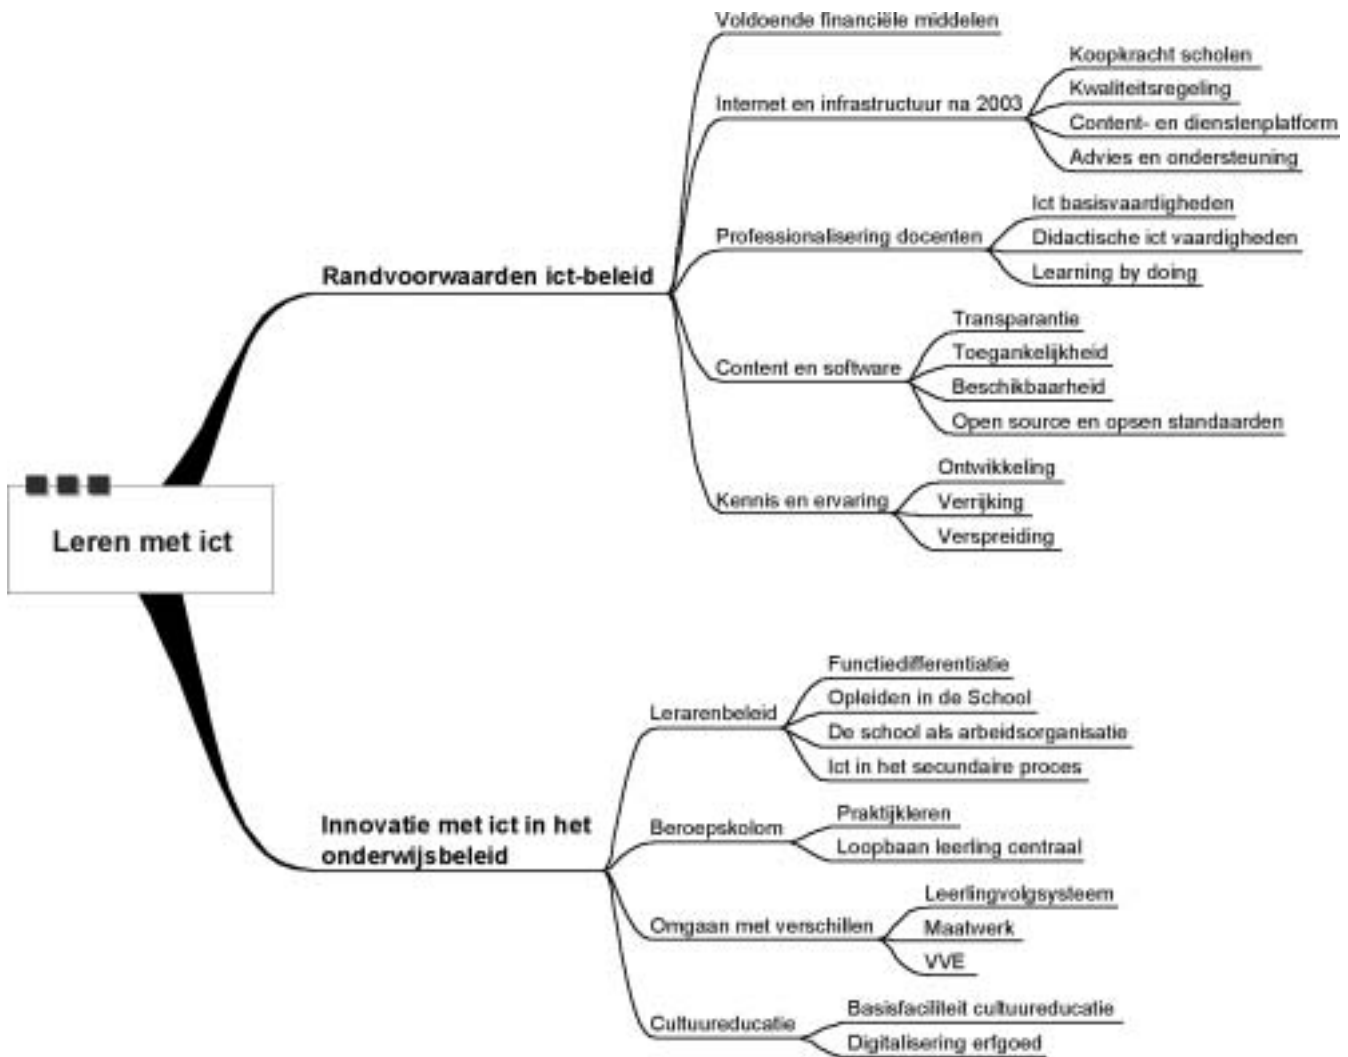 Leren met ict
Randvoorwaarden ict-beleid
Voldoende financiële middelen
Internet en infrastructuur na 2003
Koopkracht scholen
Kwaliteitsregeling
Content- en dienstenplatform
Advies en ondersteuning
Professionalisering docenten
Ict basisvaardigheden
Didactische ict vaardigheden
Learning by doing
Content en software
Transparantie
Toegankelijkheid
Beschikbaarheid
Open source en opsen standaarden
Kennis en ervaring
Ontwikkeling
Verrijking
Verspreiding
Innovatie met ict in het
onderwijsbeleid
Lerarenbeleid
Functiedifferentiatie
Opleiden in de School
De school als arbeidsorganisatie
Ict in het secundaire proces
Beroepskolom
Praktijkleren
Loopbaan leerling centraal
Omgaan met verschillen
Leerlingvolgsysteem
Maatwerk
VVE
Cultuureducatie
Basisfaciliteit cultuureducatie
Digitalisering erfgoed